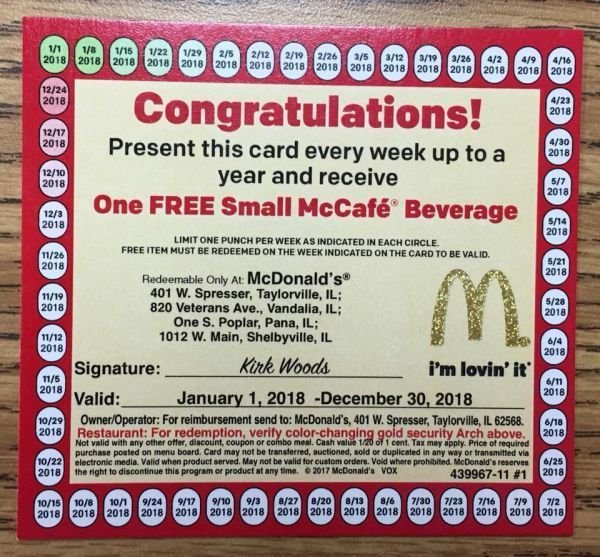 1/1 1/8 1/15 1/22 1/29 2/5 2/12 2/19 2/26 3/5 3/12 3/19 3/26 4/2 4/9 4/16
2018 2018 2018 2018 2018 2018 2018 2018 2018 2018 2018 2018 2018 2018 2018 2018
12/24
2018
12/17
2018
12/10
2018
12/3
2018
11/26
2018
11/19
2018
11/12
2018
11/5
2018
10/29
2018
10/22
2018
Congratulations!
Present this card every week up to a
year and receive
One FREE Small McCafé® Beverage
LIMIT ONE PUNCH PER WEEK AS INDICATED IN EACH CIRCLE.
FREE ITEM MUST BE REDEEMED ON THE WEEK INDICATED ON THE CARD TO BE VALID.
Redeemable Only At: McDonald's®
401 W. Spresser, Taylorville, IL;
820 Veterans Ave., Vandalia, IL;
One S. Poplar, Pana, IL;
1012 W. Main, Shelbyville, IL
i'm lovin' it®
Signature: Kirk Woods
Valid: January 1, 2018 -December 30, 2018
Owner/Operator: For reimbursement send to: McDonald's, 401 W. Spresser, Taylorville, IL 62568.
Restaurant: For redemption, verify color-changing gold security Arch above.
Not valid with any other offer, discount, coupon or combo meal. Cash value 1/20 of 1 cent. Tax may apply. Price of required
purchase posted on menu board. Card may not be transferred, auctioned, sold or duplicated in any way or transmitted via
electronic media. Valid when product served. May not be valid for custom orders. Void where prohibited. McDonald's reserves
the right to discontinue this program or product at any time. © 2017 McDonald's VOX
439967-11 #1
4/23
2018
4/30
2018
5/7
2018
5/14
2018
5/21
2018
5/28
2018
6/4
2018
6/11
2018
6/18
2018
6/25
2018
10/15 10/8 10/1 9/24 9/17 9/10 9/3 8/27 8/20 8/13 8/6 7/30 7/23 7/16 7/9 7/2
2018 2018 2018 2018 2018 2018 2018 2018 2018 2018 2018 2018 2018 2018 2018 2018